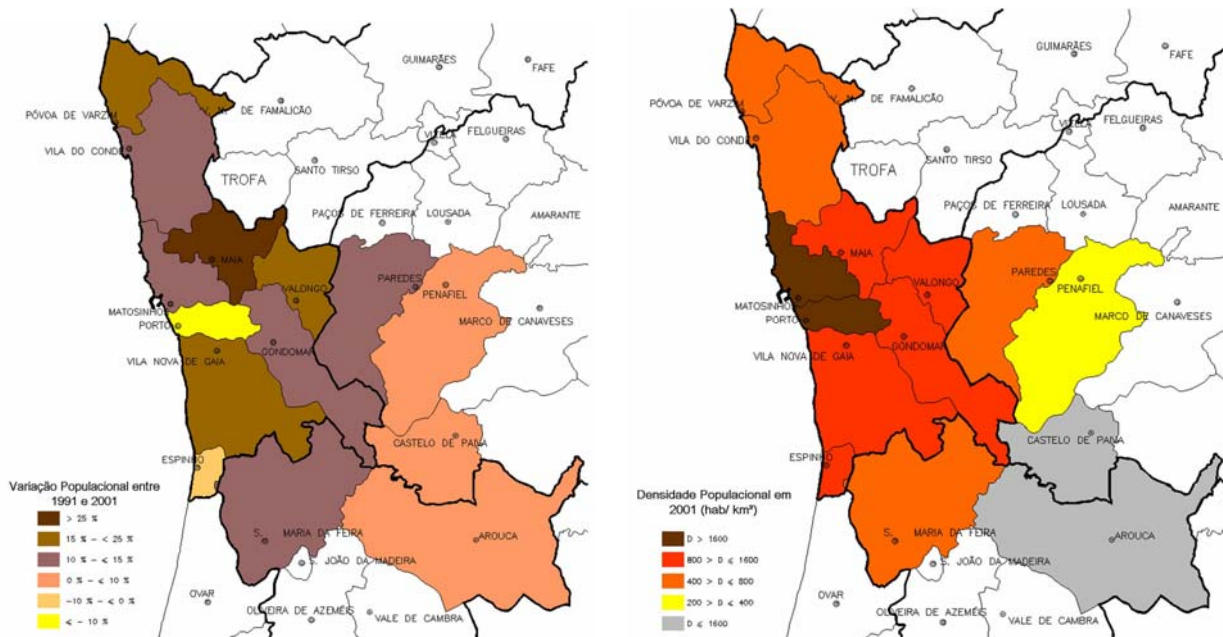 GUIMARÃES
FAFE
V. N. DE FAMALICÃO
PÓVOA DE VARZIM
FELGUEIRAS
VIZELA
VILA DO CONDE
SANTO TIRSO
TROFA
PAÇOS DE FERREIRA
LOUSADA
AMARANTE
MAIA
PAREDES
PENAFIEL
VALONGO
MATOSINHOS
MARCO DE CANAVESES
PORTO
GONDOMAR
VILA NOVA DE GAIA
CASTELO DE PAIVA
ESPINHO
Variação Populacional entre
1991 e 2001
> 25 %
15 % – < 25 %
10 % – ≤ 15 %
0 % – ≤ 10 %
-10 % – ≤ 0 %
≤ - 10 %
S. MARIA DA FEIRA
AROUCA
S. JOÃO DA MADEIRA
OVAR
OLIVEIRA DE AZEMÉIS
VALE DE CAMBRA
GUIMARÃES
FAFE
V. N. DE FAMALICÃO
PÓVOA DE VARZIM
FELGUEIRAS
VIZELA
VILA DO CONDE
SANTO TIRSO
TROFA
PAÇOS DE FERREIRA
LOUSADA
AMARANTE
MAIA
PAREDES
PENAFIEL
VALONGO
MATOSINHOS
MARCO DE CANAVESES
PORTO
GONDOMAR
VILA NOVA DE GAIA
CASTELO DE PAIVA
ESPINHO
Densidade Populacional em
2001 (hab/ km²)
D > 1600
800 > D ≤ 1600
400 > D ≤ 800
200 > D ≤ 400
D ≤ 1600
S. MARIA DA FEIRA
AROUCA
S. JOÃO DA MADEIRA
OVAR
OLIVEIRA DE AZEMÉIS
VALE DE CAMBRA